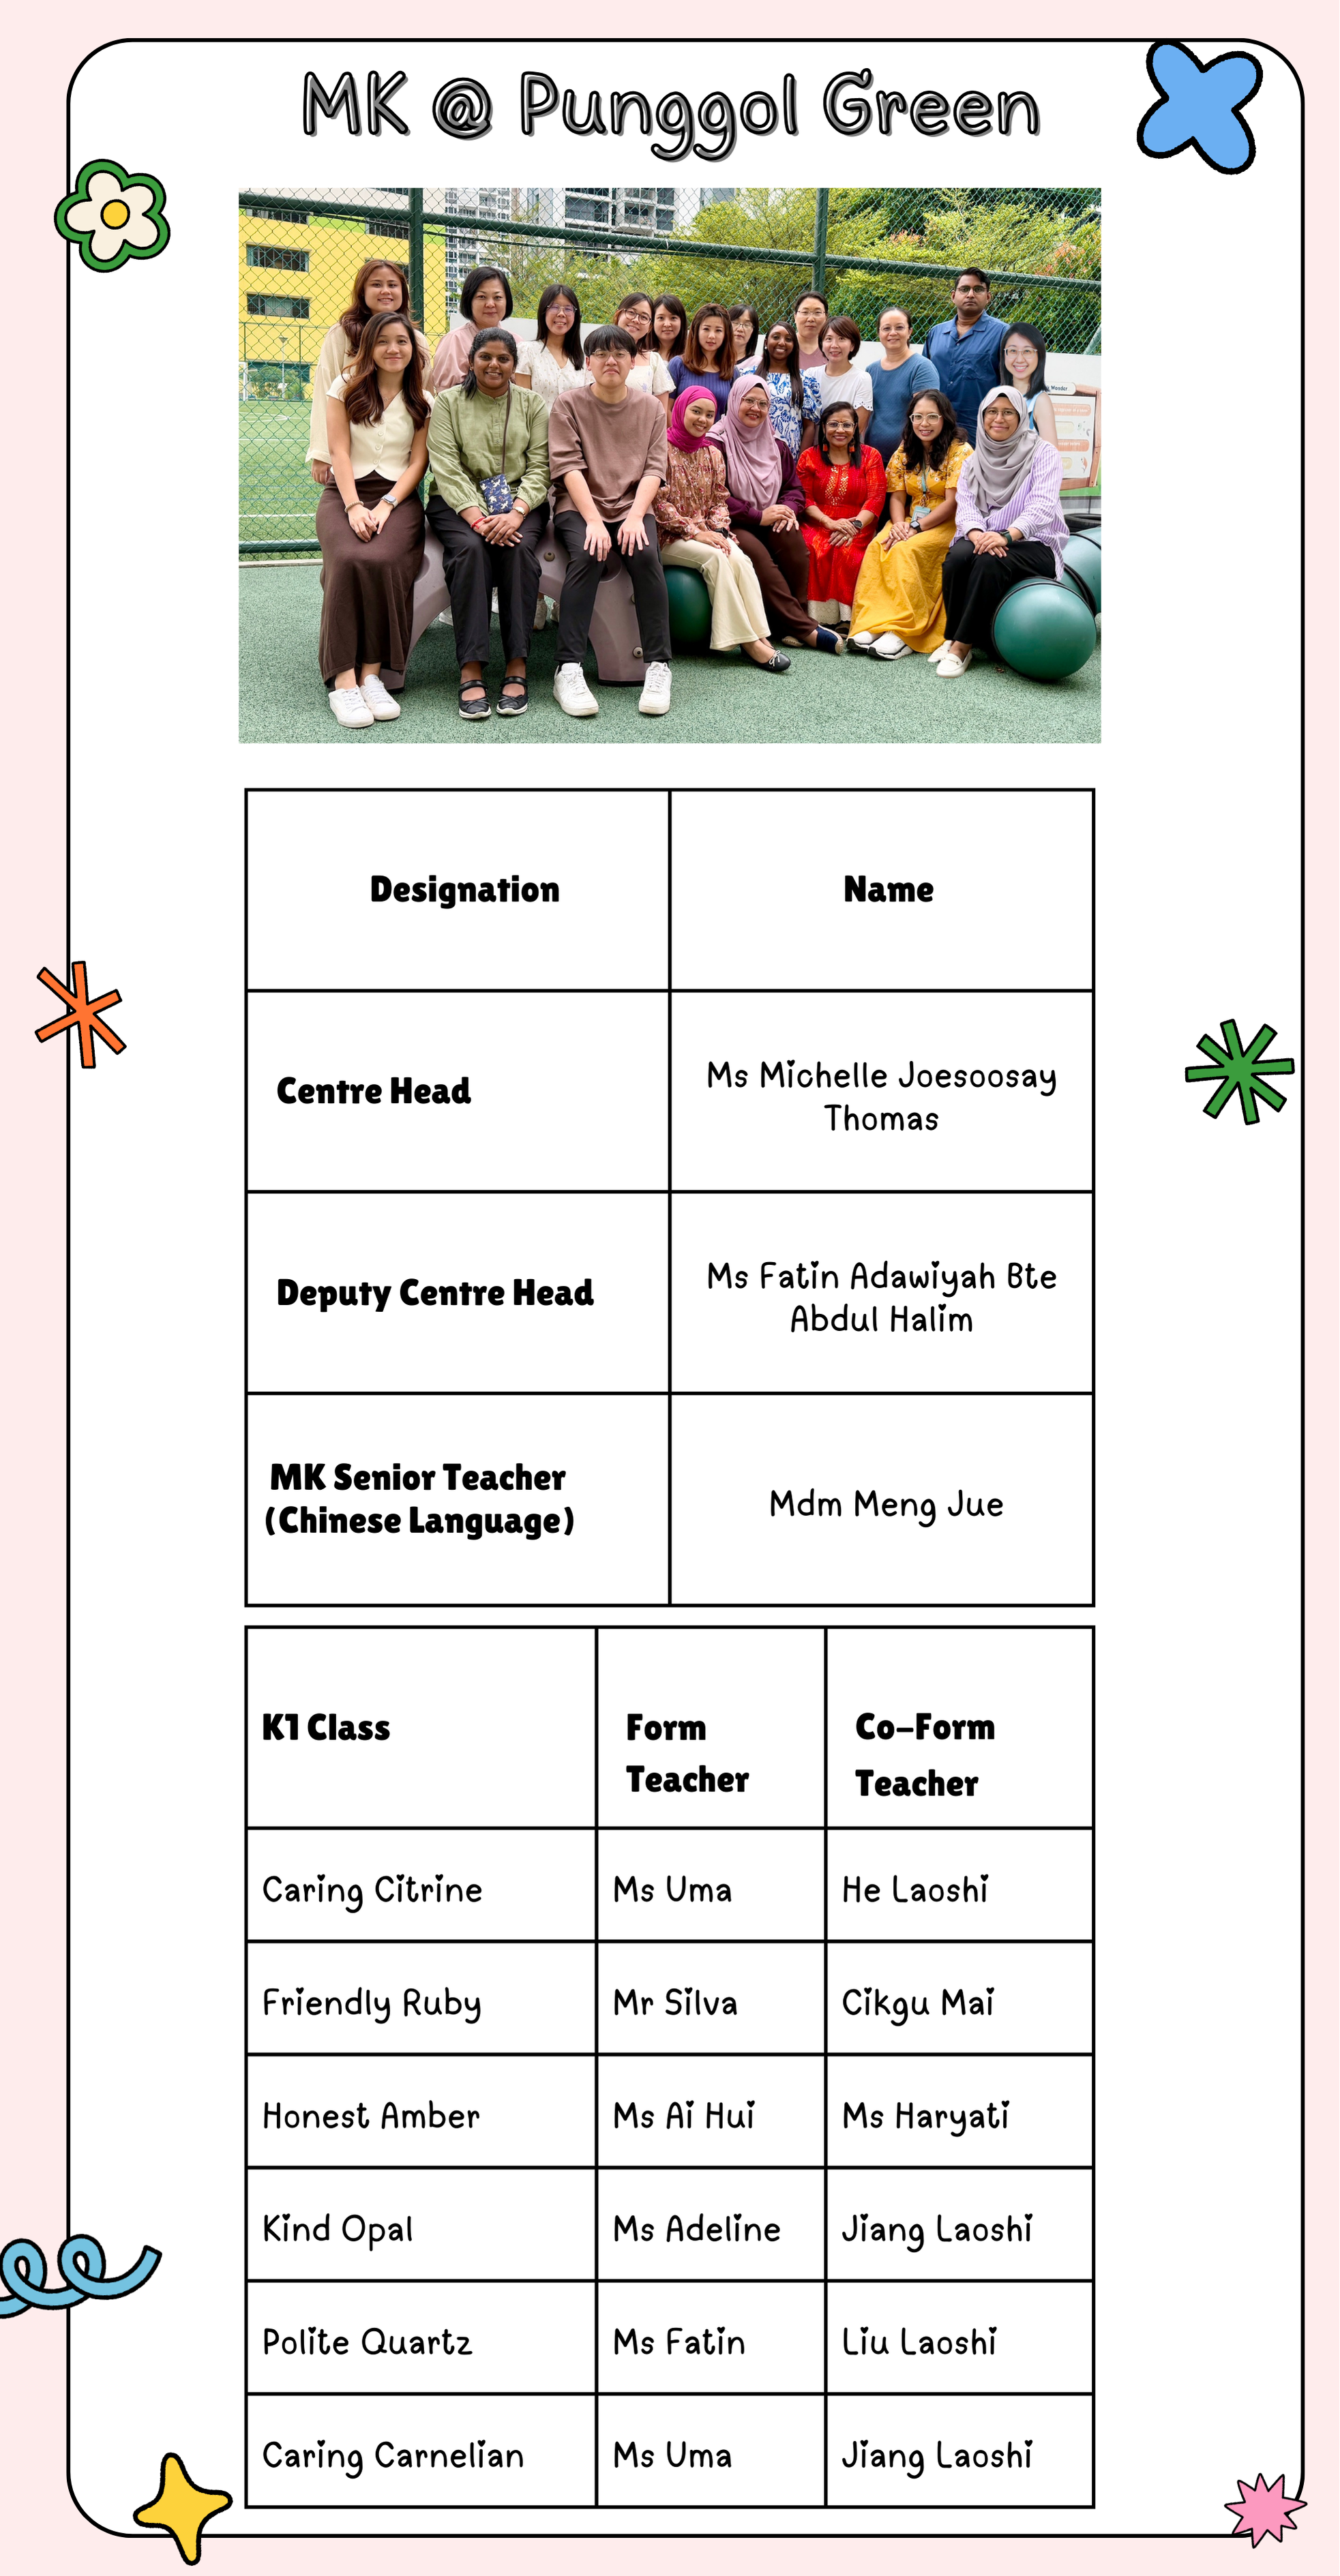 MK @ Punggol Green
Designation
Name
Centre Head
Ms Michelle Joesoosay
Thomas
Deputy Centre Head
Ms Fatin Adawiyah Bte
Abdul Halim
MK Senior Teacher
(Chinese Language)
Mdm Meng Jue
K1 Class
Form
Teacher
Co-Form
Teacher
Caring Citrine
Ms Uma
He Laoshi
Friendly Ruby
Mr Silva
Cikgu Mai
Honest Amber
Ms Ai Hui
Ms Haryati
Kind Opal
Ms Adeline
Jiang Laoshi
Polite Quartz
Ms Fatin
Liu Laoshi
Caring Carnelian
Ms Uma
Jiang Laoshi